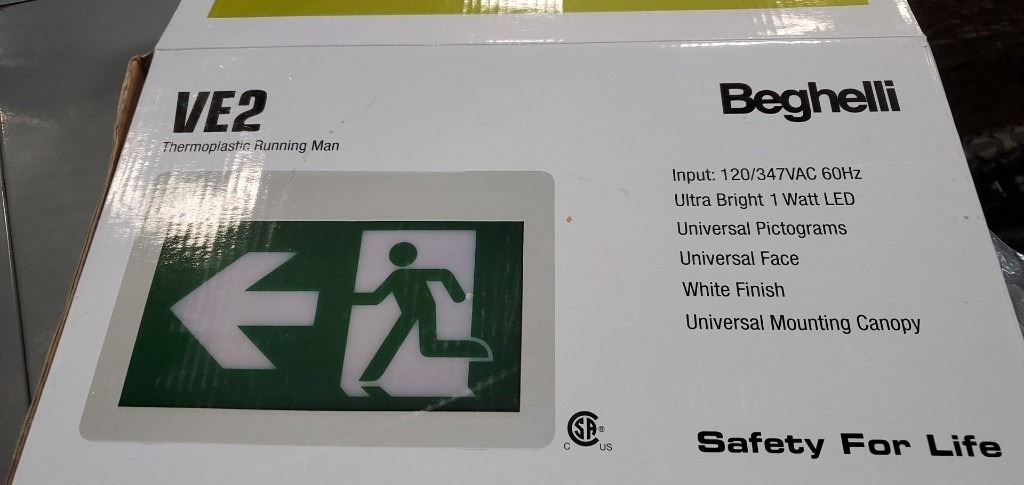 VE2
Thermoplastic Running Man
Beghelli
Input: 120/347VAC 60Hz
Ultra Bright 1 Watt LED
Universal Pictograms
Universal Face
White Finish
Universal Mounting Canopy
C SA ® US
Safety For Life